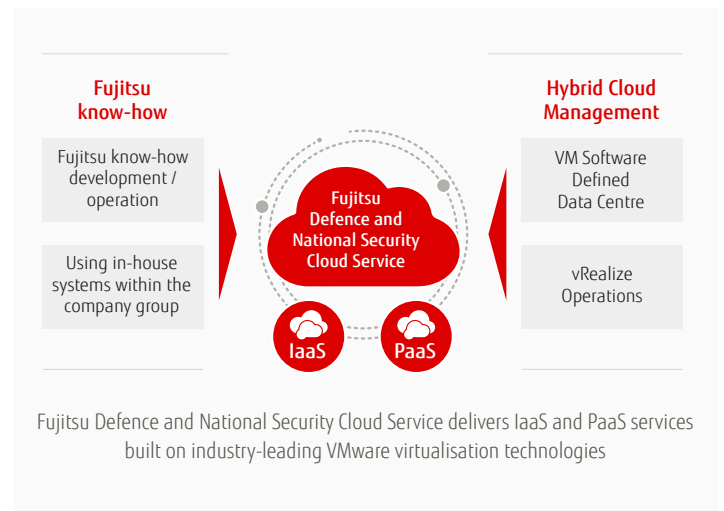 Fujitsu
know-how
Fujitsu know-how
development /
operation
Using in-house
systems within the
company group
Fujitsu
Defence and
National Security
Cloud Service
IaaS
PaaS
Hybrid Cloud
Management
VM Software
Defined
Data Centre
vRealize
Operations
Fujitsu Defence and National Security Cloud Service delivers IaaS and PaaS services
built on industry-leading VMware virtualisation technologies